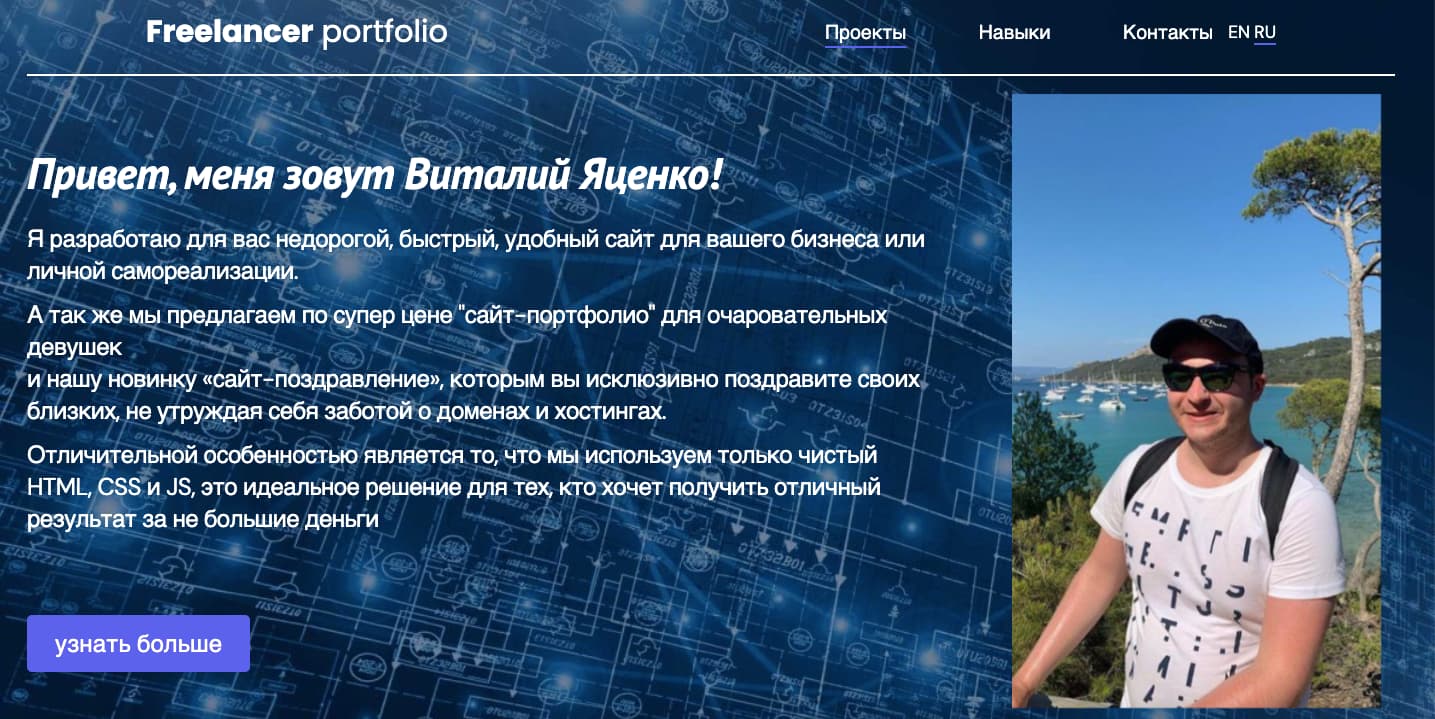 Freelancer portfolio
Проекты Навыки Контакты EN RU
Привет, меня зовут Виталий Яценко!
Я разработаю для вас недорогой, быстрый, удобный сайт для вашего бизнеса или
личной самореализации.
А так же мы предлагаем по супер цене "сайт-портфолио" для очаровательных
девушек
и нашу новинку «сайт-поздравление», которым вы исклюзивно поздравите своих
близких, не утруждая себя заботой о доменах и хостингах.
Отличительной особенностью является то, что мы используем только чистый
HTML, CSS и JS, это идеальное решение для тех, кто хочет получить отличный
результат за не большие деньги
узнать больше